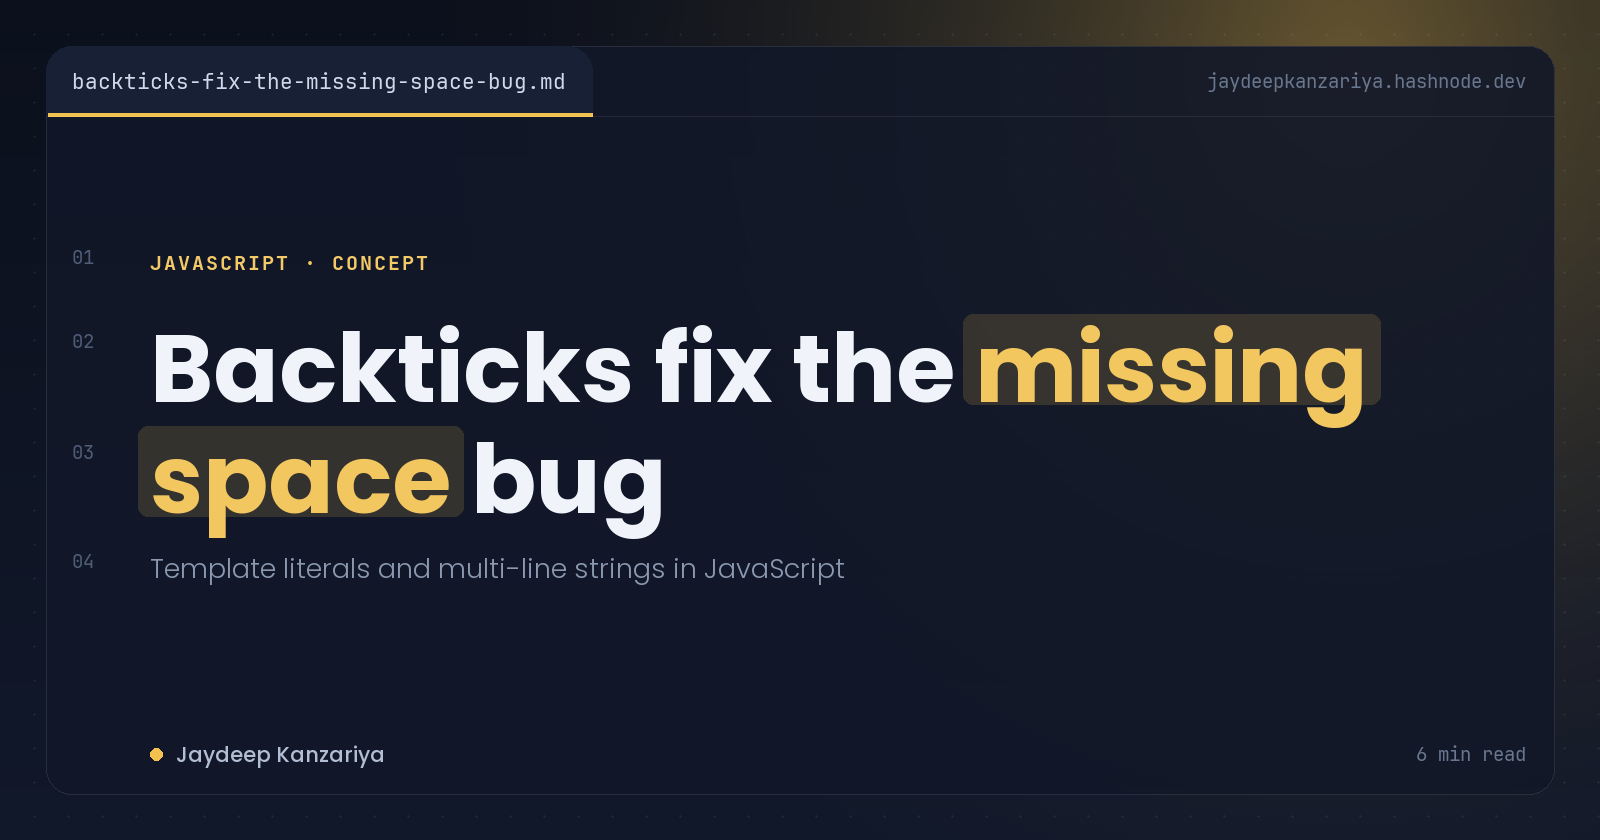 backticks-fix-the-missing-space-bug.md
jaydeepkanzariya.hashnode.dev
01
JAVASCRIPT · CONCEPT
02
Backticks fix the missing
03
space bug
04
Template literals and multi-line strings in JavaScript
Jaydeep Kanzariya
6 min read